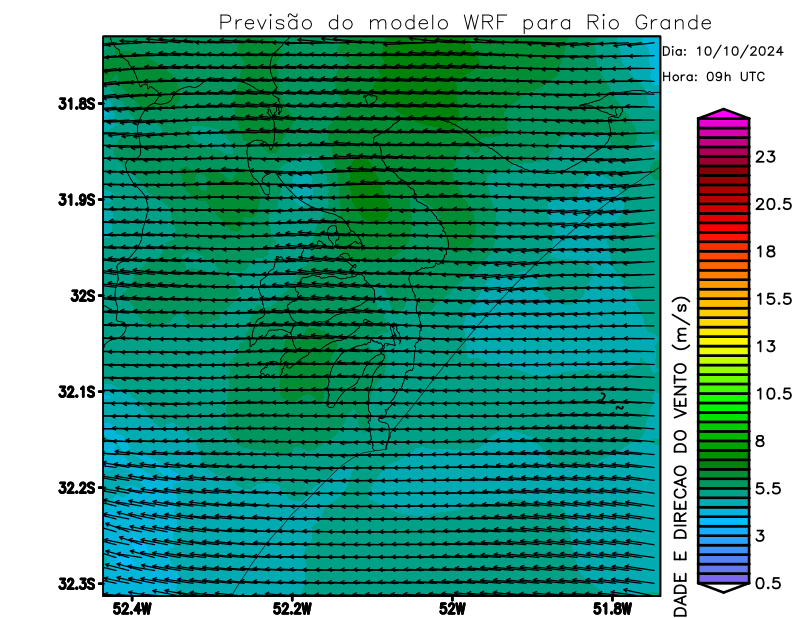 Previsão do modelo WRF para Rio Grande
Dia: 10/10/2024
Hora: 09h UTC
31.8S
31.9S
32S
32.1S
32.2S
32.3S
52.4W
52.2W
52W
51.8W
DADE E DIRECAO DO VENTO (m/s)
23
20.5
18
15.5
13
10.5
8
5.5
3
0.5